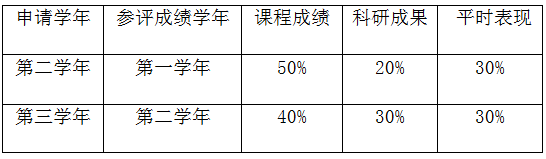 申请学年 参评成绩学年 课程成绩 科研成果 平时表现
第二学年 第一学年 50% 20% 30%
第三学年 第二学年 40% 30% 30%